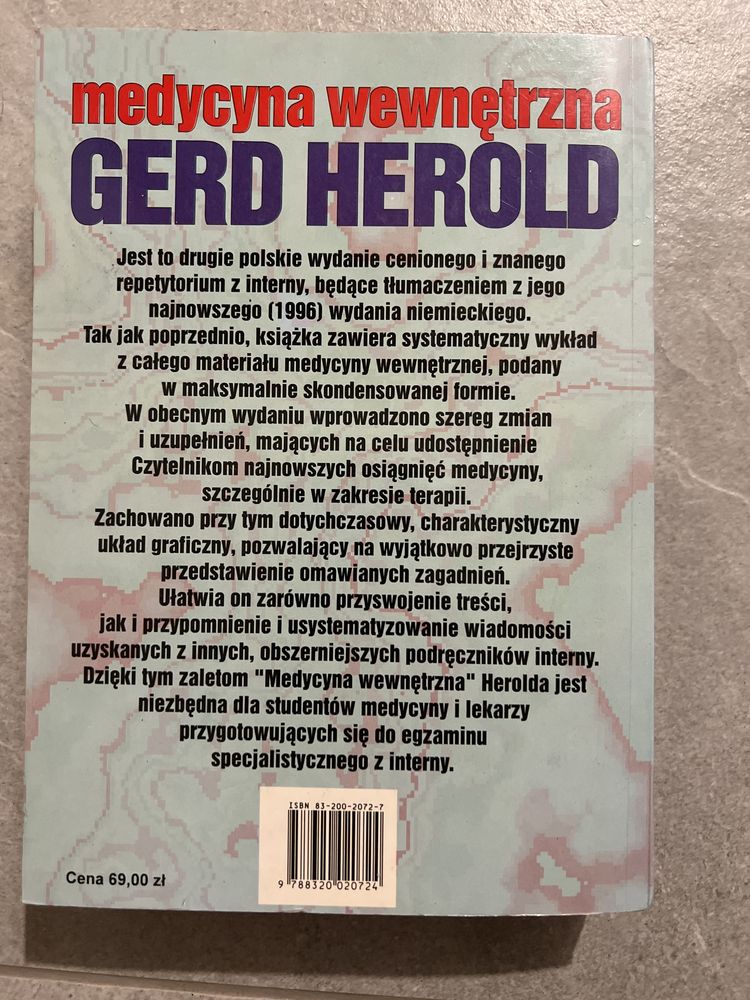 medycyna wewnętrzna
GERD HEROLD
Jest to drugie polskie wydanie cenionego i znanego
repetytorium z interny, będące tłumaczeniem z jego
najnowszego (1996) wydania niemieckiego.
Tak jak poprzednio, książka zawiera systematyczny wykład
z całego materiału medycyny wewnętrznej, podany
w maksymalnie skondensowanej formie.
W obecnym wydaniu wprowadzono szereg zmian
i uzupełnień, mających na celu udostępnienie
Czytelnikom najnowszych osiągnięć medycyny,
szczególnie w zakresie terapii.
Zachowano przy tym dotychczasowy, charakterystyczny
układ graficzny, pozwalający na wyjątkowo przejrzyste
przedstawienie omawianych zagadnień.
Ułatwia on zarówno przyswojenie treści,
jak i przypomnienie i usystematyzowanie wiadomości
uzyskanych z innych, obszerniejszych podręczników interny.
Dzięki tym zaletom "Medycyna wewnętrzna" Herolda jest
niezbędna dla studentów medycyny i lekarzy
przygotowujących się do egzaminu
specjalistycznego z interny.
ISBN 83-200-2072-7
9 788320 020724
Cena 69,00 zł